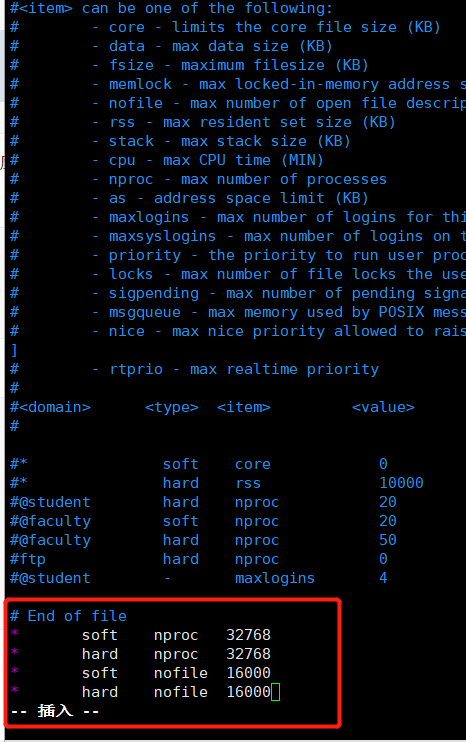 #<item> can be one of the following:
#        - core - limits the core file size (KB)
#        - data - max data size (KB)
#        - fsize - maximum filesize (KB)
#        - memlock - max locked-in-memory address s
#        - nofile - max number of open file descrip
#        - rss - max resident set size (KB)
#        - stack - max stack size (KB)
#        - cpu - max CPU time (MIN)
#        - nproc - max number of processes
#        - as - address space limit (KB)
#        - maxlogins - max number of logins for thi
#        - maxsyslogins - max number of logins on t
#        - priority - the priority to run user proc
#        - locks - max number of file locks the use
#        - sigpending - max number of pending signa
#        - msgqueue - max memory used by POSIX mess
#        - nice - max nice priority allowed to rais
]
#        - rtprio - max realtime priority
#
#<domain>      <type>  <item>         <value>
#
#*               soft    core            0
#*               hard    rss             10000
#@student        hard    nproc           20
#@faculty        soft    nproc           20
#@faculty        hard    nproc           50
#ftp             hard    nproc           0
#@student        -       maxlogins       4
# End of file
*       soft    nproc   32768
*       hard    nproc   32768
*       soft    nofile  16000
*       hard    nofile  16000
-- 插入 --